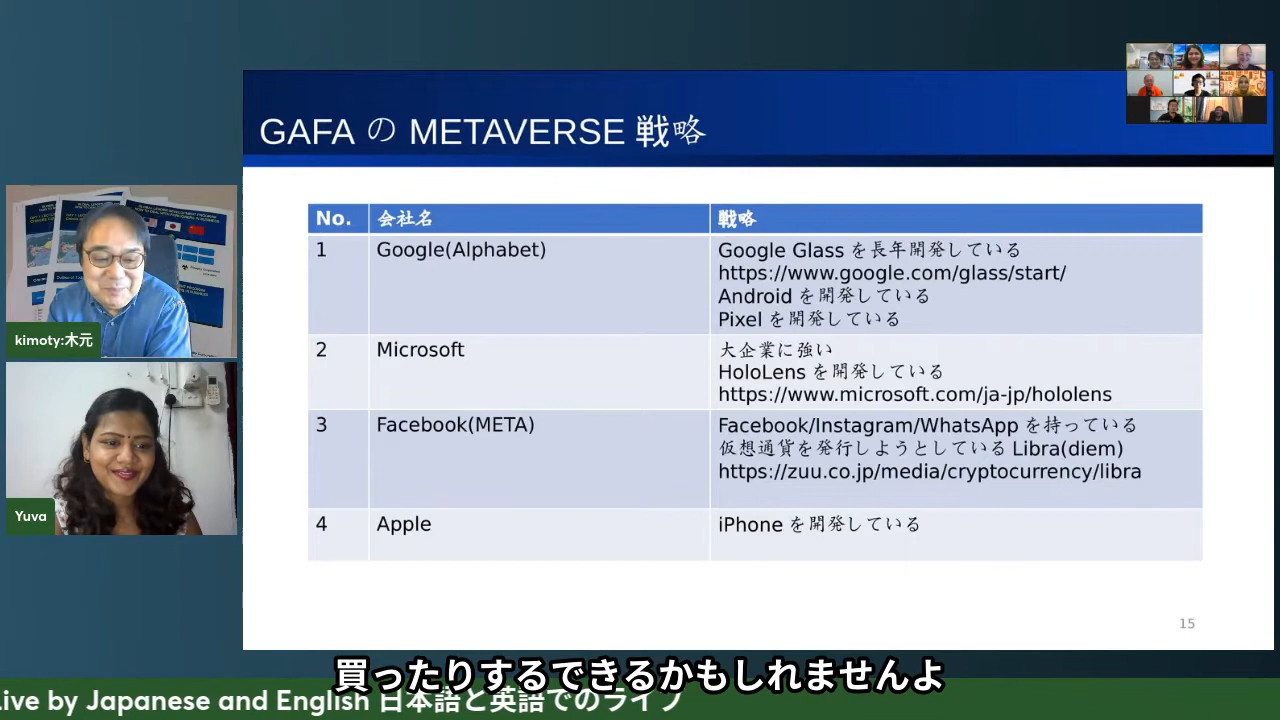 GAFA の METAVERSE 戦略
No. 会社名 戦略
1 Google(Alphabet) Google Glass を長年開発している
https://www.google.com/glass/start/
Android を開発している
Pixel を開発している
2 Microsoft 大企業に強い
HoloLens を開発している
https://www.microsoft.com/ja-jp/hololens
3 Facebook(META) Facebook/Instagram/WhatsApp を持っている
仮想通貨を発行しようとしている Libra(diem)
https://zuu.co.jp/media/cryptocurrency/libra
4 Apple iPhone を開発している
15
kimoty:木元
Yuva
買ったりするできるかもしれませんよ
Live by Japanese and English 日本語と英語でのライブ